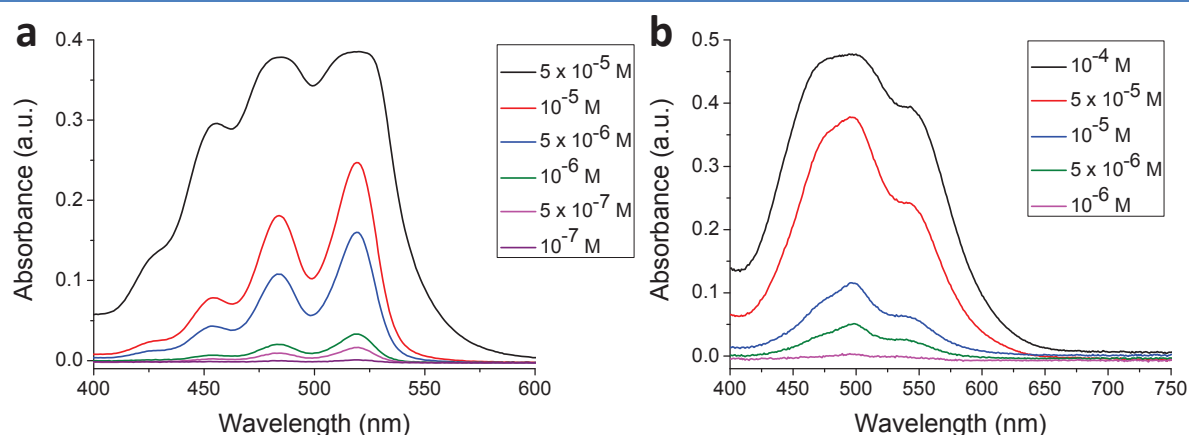 a
0.4
0.3
0.2
0.1
0.0
Absorbance (a.u.)
400 450 500 550 600
Wavelength (nm)
5 x 10⁻⁵ M
10⁻⁵ M
5 x 10⁻⁶ M
10⁻⁶ M
5 x 10⁻⁷ M
10⁻⁷ M
b
0.5
0.4
0.3
0.2
0.1
0.0
Absorbance (a.u.)
400 450 500 550 600 650 700 750
Wavelength (nm)
10⁻⁴ M
5 x 10⁻⁵ M
10⁻⁵ M
5 x 10⁻⁶ M
10⁻⁶ M